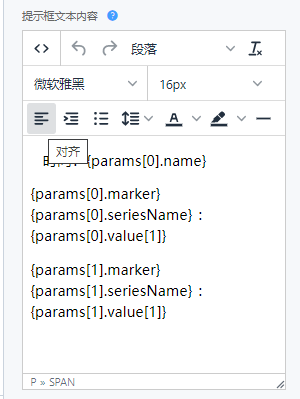 提示框文本内容 ?
段落
微软雅黑
16px
A
对齐
{params[0].name}
{params[0].marker}
{params[0].seriesName}：
{params[0].value[1]}
{params[1].marker}
{params[1].seriesName}：
{params[1].value[1]}
P » SPAN